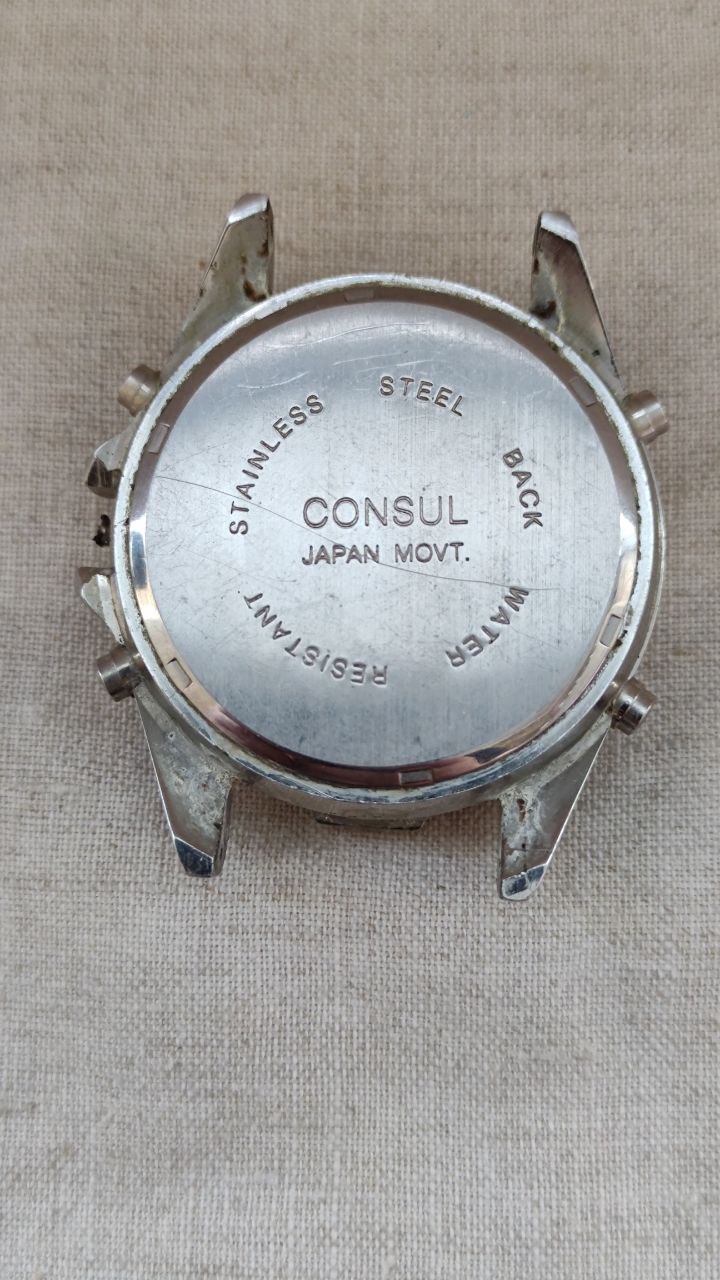 STAINLESS STEEL BACK
CONSUL
JAPAN MOVT.
WATER RESISTANT